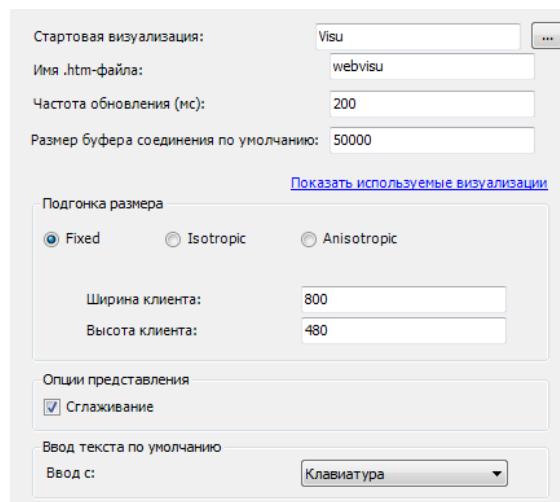 Стартовая визуализация: Visu ...
Имя .htm-файла: webvisu
Частота обновления (мс): 200
Размер буфера соединения по умолчанию: 50000
Показать используемые визуализации
Подгонка размера
Fixed Isotropic Anisotropic
Ширина клиента: 800
Высота клиента: 480
Опции представления
Сглаживание
Ввод текста по умолчанию
Ввод с: Клавиатура